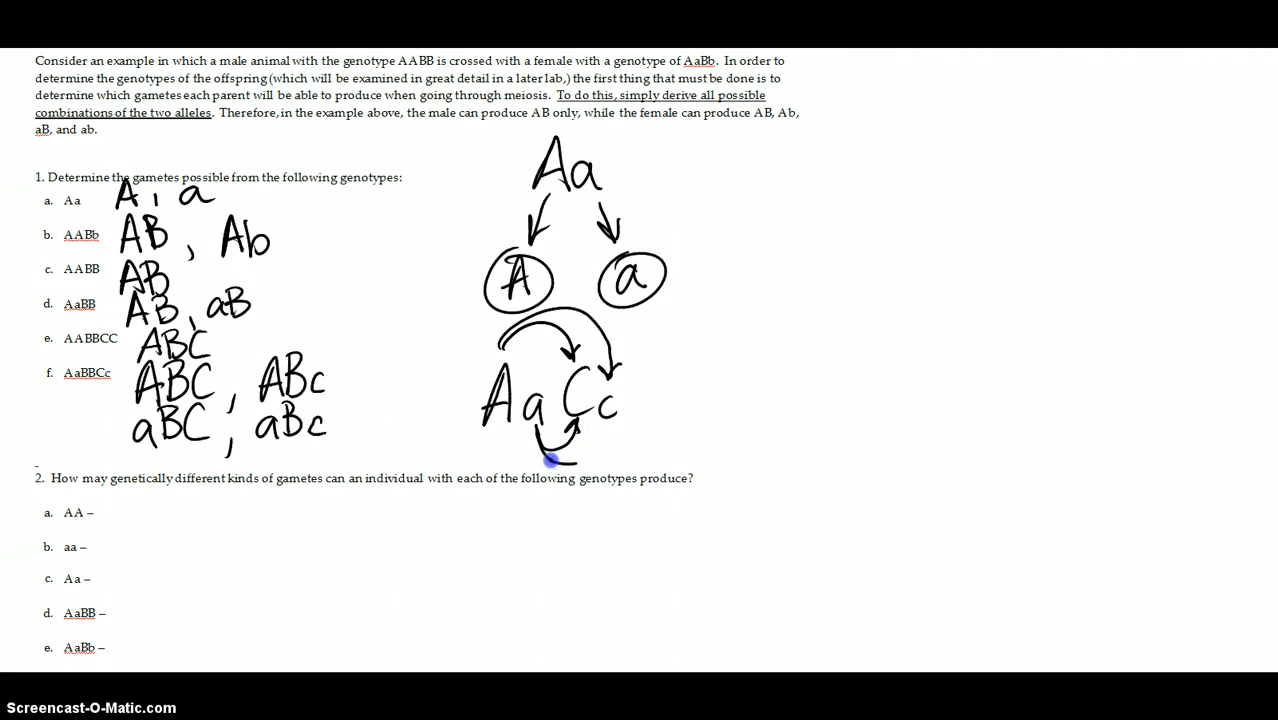 Consider an example in which a male animal with the genotype AABB is crossed with a female with a genotype of AaBb. In order to
determine the genotypes of the offspring (which will be examined in great detail in a later lab,) the first thing that must be done is to
determine which gametes each parent will be able to produce when going through meiosis. To do this, simply derive all possible
combinations of the two alleles. Therefore, in the example above, the male can produce AB only, while the female can produce AB, Ab,
aB, and ab.
Aa
1. Determine the gametes possible from the following genotypes:
a. Aa A, a
b. AABb AB, Ab
c. AABB AB
A a
d. AaBB AB, aB
e. AABBCC ABC
f. AaBBCc ABC, ABc
aBC, aBc
AaCc
-
2. How may genetically different kinds of gametes can an individual with each of the following genotypes produce?
a. AA –
b. aa –
c. Aa –
d. AaBB –
e. AaBb –
Screencast-O-Matic.com